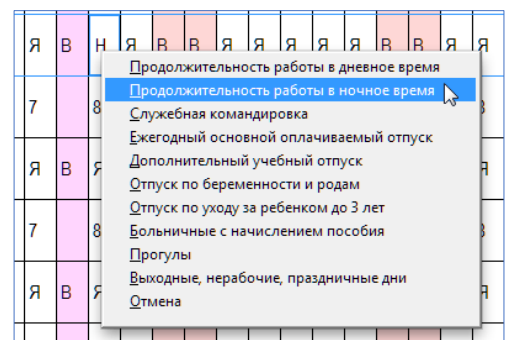 Я В Н Я В В Я Я Я Я Я В В Я Я
Продолжительность работы в дневное время
Продолжительность работы в ночное время
7 8
Служебная командировка
Ежегодный основной оплачиваемый отпуск
Дополнительный учебный отпуск
Я В
Отпуск по беременности и родам
Отпуск по уходу за ребенком до 3 лет
7 8
Больничные с начислением пособия
Прогулы
Выходные, нерабочие, праздничные дни
Я В
Отмена